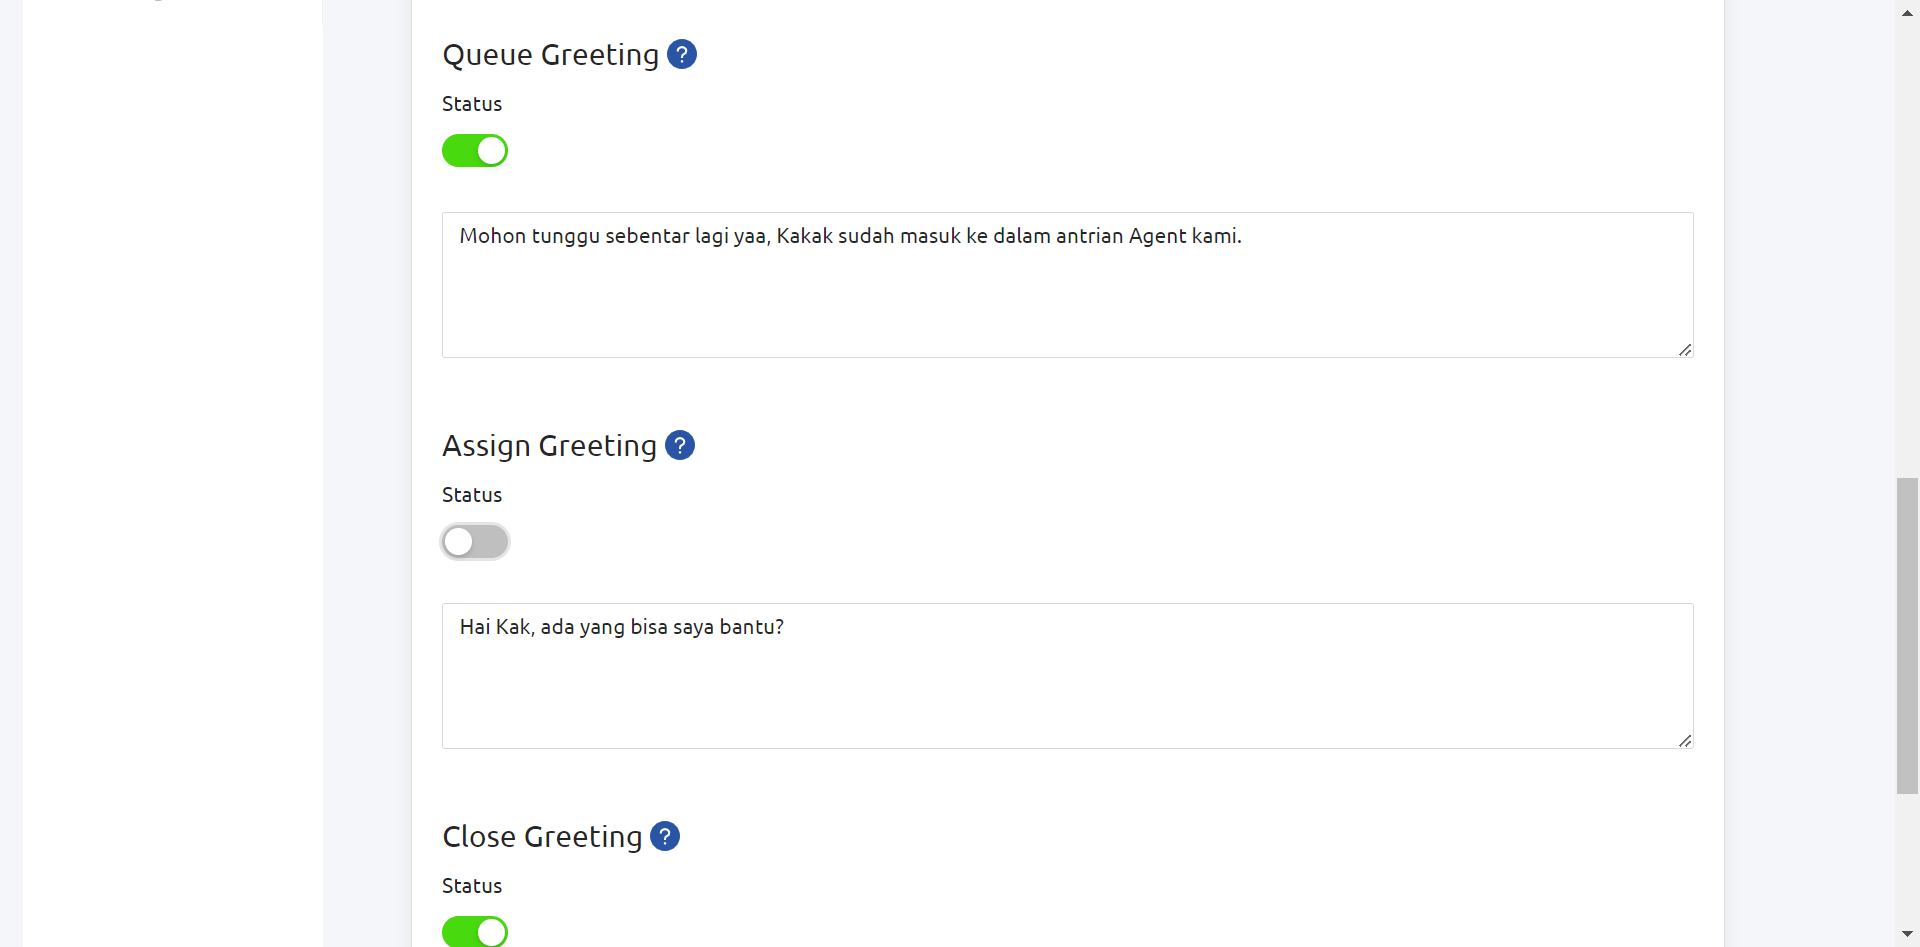 Queue Greeting ?
Status
Mohon tunggu sebentar lagi yaa, Kakak sudah masuk ke dalam antrian Agent kami.
Assign Greeting ?
Status
Hai Kak, ada yang bisa saya bantu?
Close Greeting ?
Status